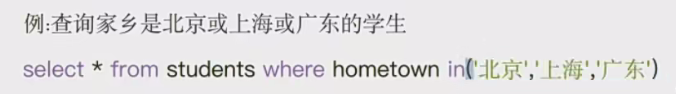 例:查询家乡是北京或上海或广东的学生
select * from students where hometown in('北京','上海','广东')